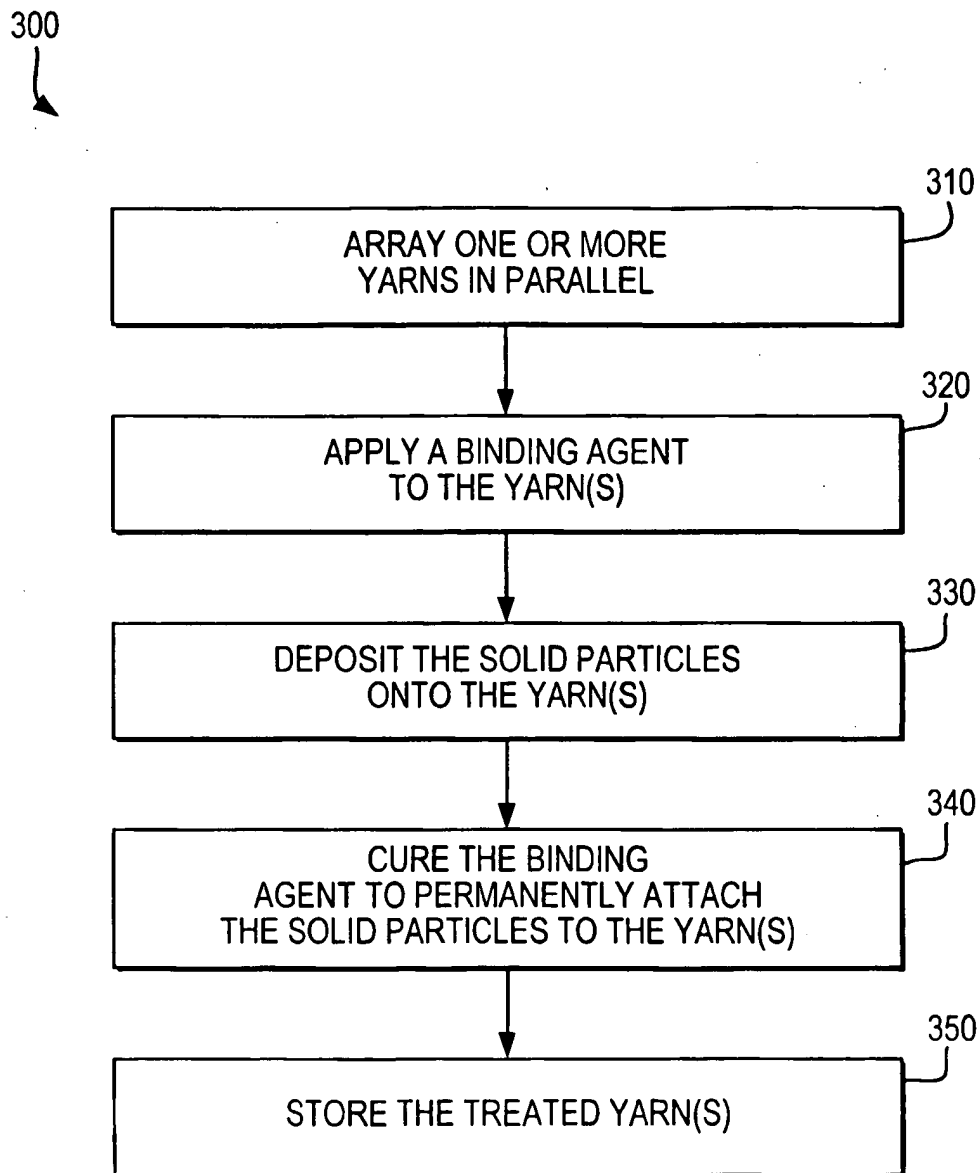 300
310
ARRAY ONE OR MORE
YARNS IN PARALLEL
320
APPLY A BINDING AGENT
TO THE YARN(S)
330
DEPOSIT THE SOLID PARTICLES
ONTO THE YARN(S)
340
CURE THE BINDING
AGENT TO PERMANENTLY ATTACH
THE SOLID PARTICLES TO THE YARN(S)
350
STORE THE TREATED YARN(S)